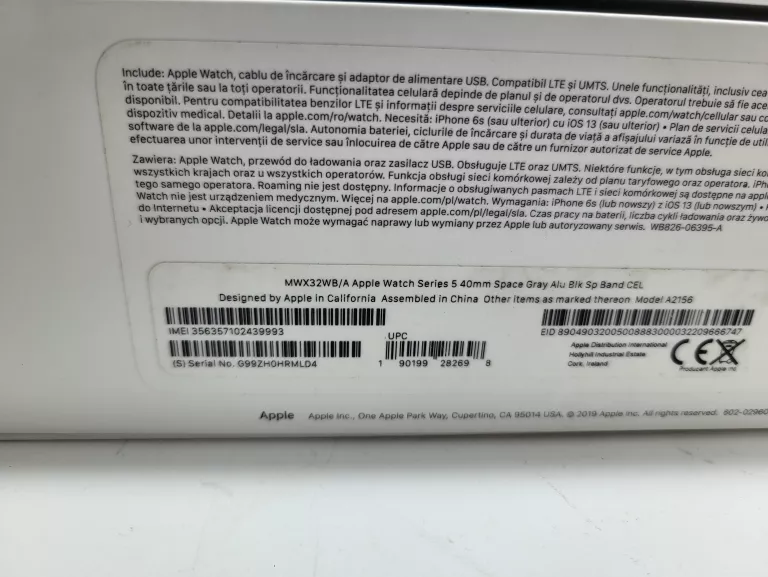 Include: Apple Watch, cablu de încărcare și adaptor de alimentare USB. Compatibil LTE și UMTS. Unele funcționalități, inclusiv
în toate țările sau la toți operatorii. Funcționalitatea celulară depinde de planul și de operatorul dvs. Operatorul trebuie să fie
disponibil. Pentru compatibilitatea benzilor LTE și informații despre serviciile celulare, consultați apple.com/watch/cellular sau
dispozitiv medical. Detalii la apple.com/ro/watch. Necesită: iPhone 6s (sau ulterior) cu iOS 13 (sau ulterior) • Plan de servicii
software de la apple.com/legal/sla. Autonomia bateriei, ciclurile de încărcare și durata de viață a afișajului variază în funcție de
efectuarea unor intervenții de service sau înlocuirea de către Apple sau de către un furnizor autorizat de service Apple.
Zawiera: Apple Watch, przewód do ładowania oraz zasilacz USB. Obsługuje LTE oraz UMTS. Niektóre funkcje, w tym obsługa sieci
wszystkich krajach oraz u wszystkich operatorów. Funkcja obsługi sieci komórkowej zależy od planu taryfowego oraz operatora.
tego samego operatora. Roaming nie jest dostępny. Informacje o obsługiwanych pasmach LTE i sieci komórkowej są dostępne na
Watch nie jest urządzeniem medycznym. Więcej na apple.com/pl/watch. Wymagania: iPhone 6s (lub nowszy) z iOS 13 (lub nowszym) •
do Internetu • Akceptacja licencji dostępnej pod adresem apple.com/pl/legal/sla. Czas pracy na baterii, liczba cykli ładowania oraz
i wybranych opcji. Apple Watch może wymagać naprawy lub wymiany przez Apple lub autoryzowany serwis. WB826-06395-A
MWX32WB/A Apple Watch Series 5 40mm Space Gray Alu Blk Sp Band CEL
Designed by Apple in California Assembled in China Other items as marked thereon Model A2156
IMEI 356357102439993
EID 89049032005008883000032209666747
UPC
(S) Serial No. G99ZH0HRMLD4
1 90199 28269 8
Apple Distribution International
Hollyhill Industrial Estate
Cork, Ireland
CE
Producent Apple Inc.
Apple Apple Inc., One Apple Park Way, Cupertino, CA 95014 USA. © 2019 Apple Inc. All rights reserved. 902-02960